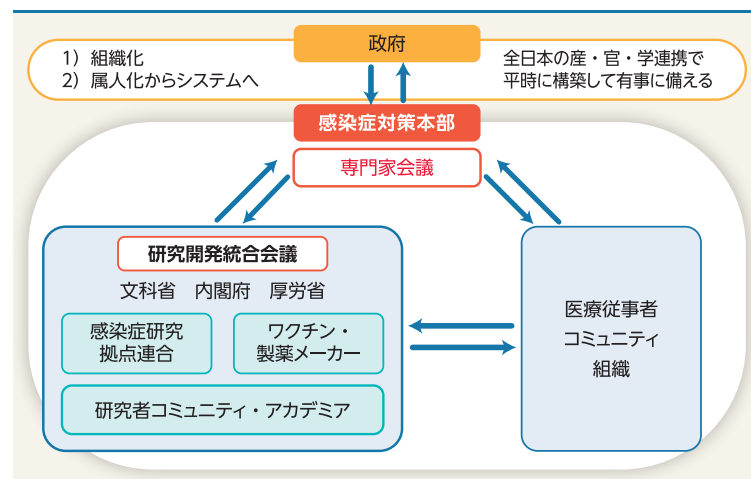 政府
1）組織化
2）属人化からシステムへ
全日本の産・官・学連携で
平時に構築して有事に備える
感染症対策本部
専門家会議
研究開発統合会議
文科省　内閣府　厚労省
感染症研究
拠点連合
ワクチン・
製薬メーカー
研究者コミュニティ・アカデミア
医療従事者
コミュニティ
組織